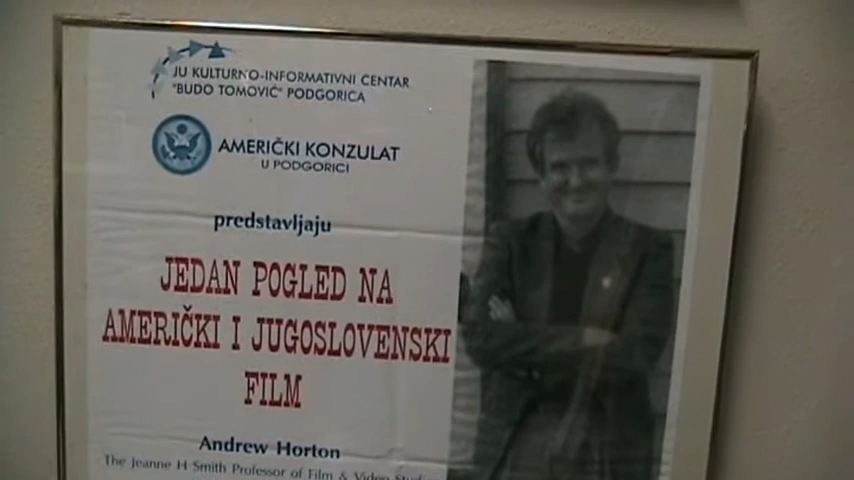 JU KULTURNO-INFORMATIVNI CENTAR
"BUDO TOMOVIĆ" PODGORICA
AMERIČKI KONZULAT
U PODGORICI
predstavljaju
JEDAN POGLED NA
AMERIČKI I JUGOSLOVENSKI
FILM
Andrew Horton
The Jeanne H Smith Professor of Film & Video